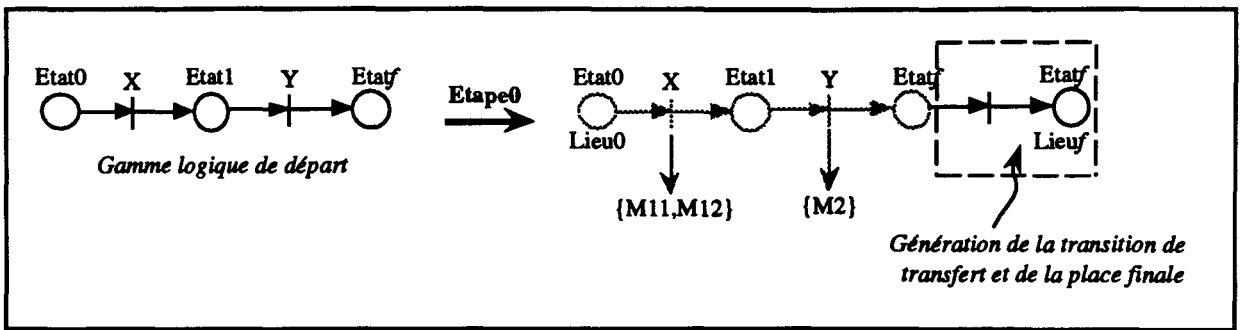 Etat0 X Etat1 Y Etatf
Gamme logique de départ
Etape0
Etat0 X Etat1 Y Etatf Etatf
Lieu0 Lieuf
{M11,M12} {M2}
Génération de la transition de
transfert et de la place finale